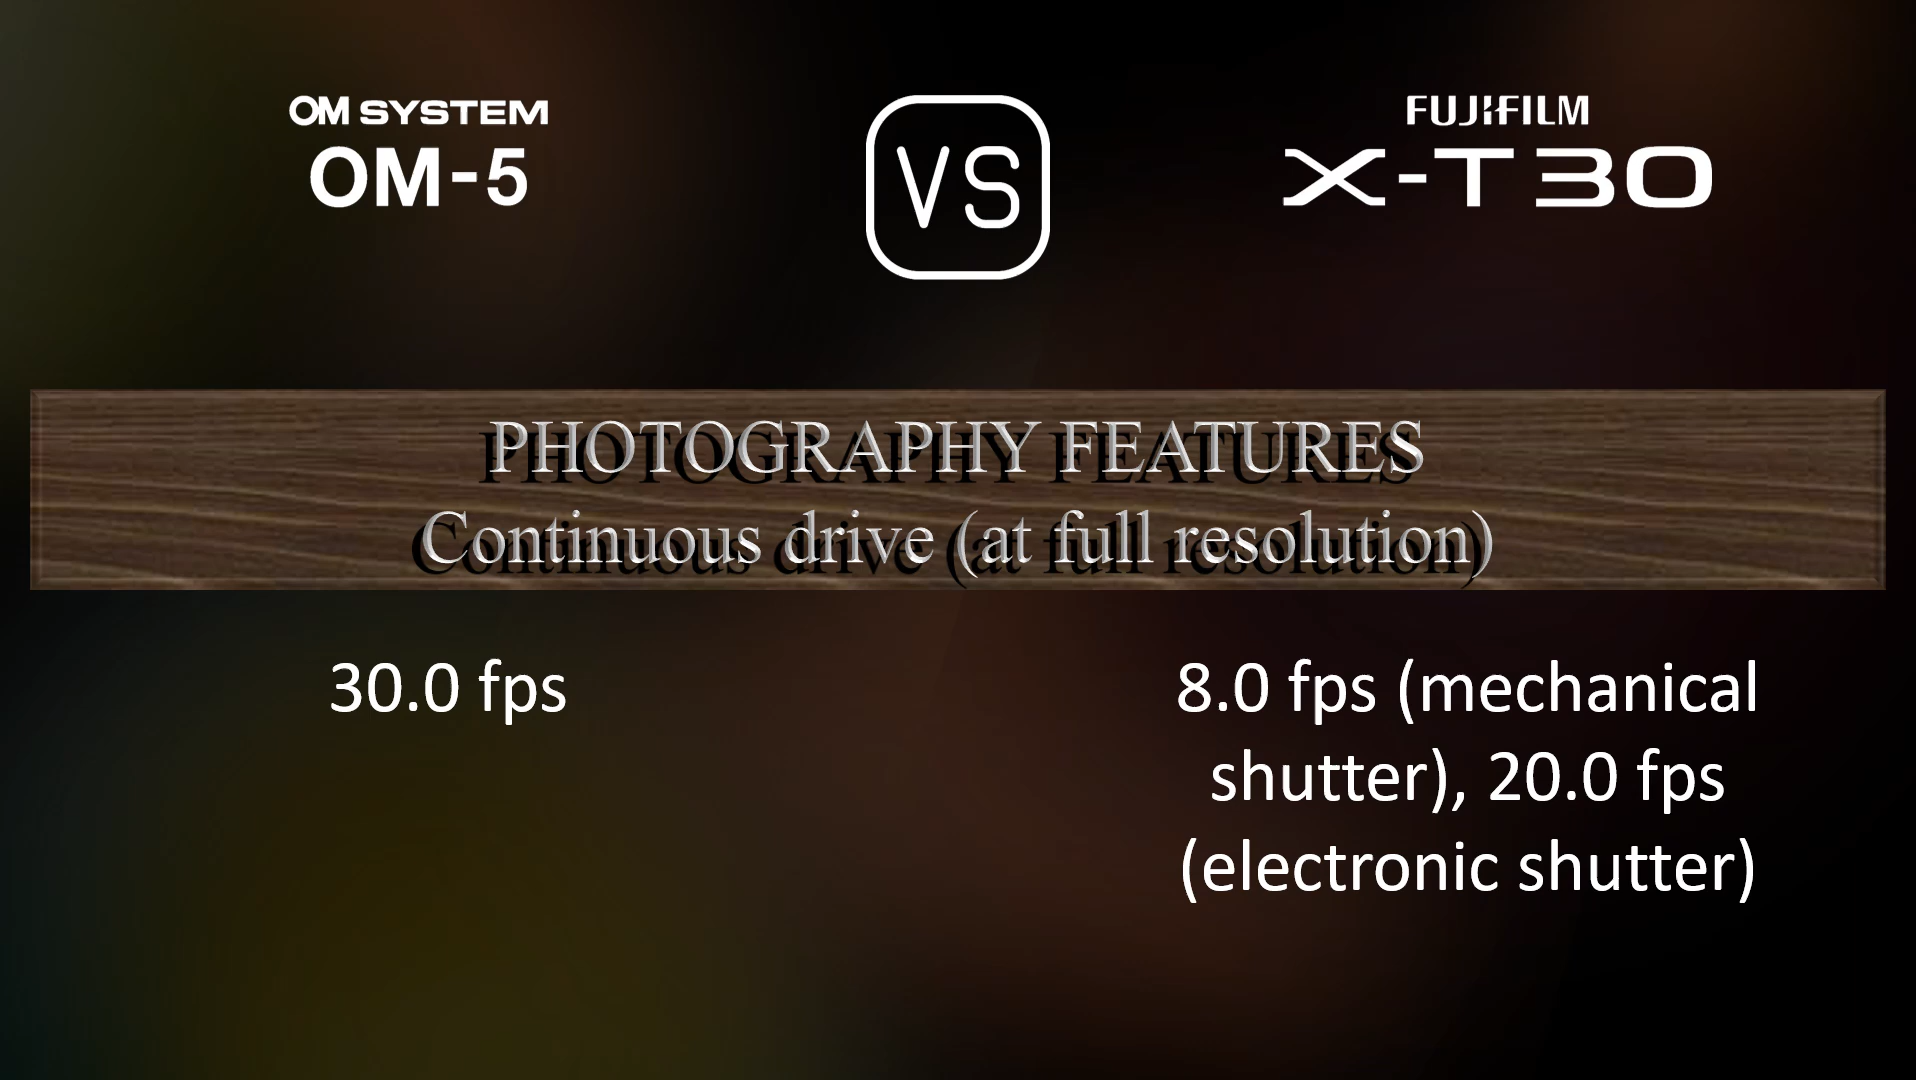 OM SYSTEM
OM-5
VS
FUJIFILM
X-T30
PHOTOGRAPHY FEATURES
Continuous drive (at full resolution)
30.0 fps
8.0 fps (mechanical
shutter), 20.0 fps
(electronic shutter)